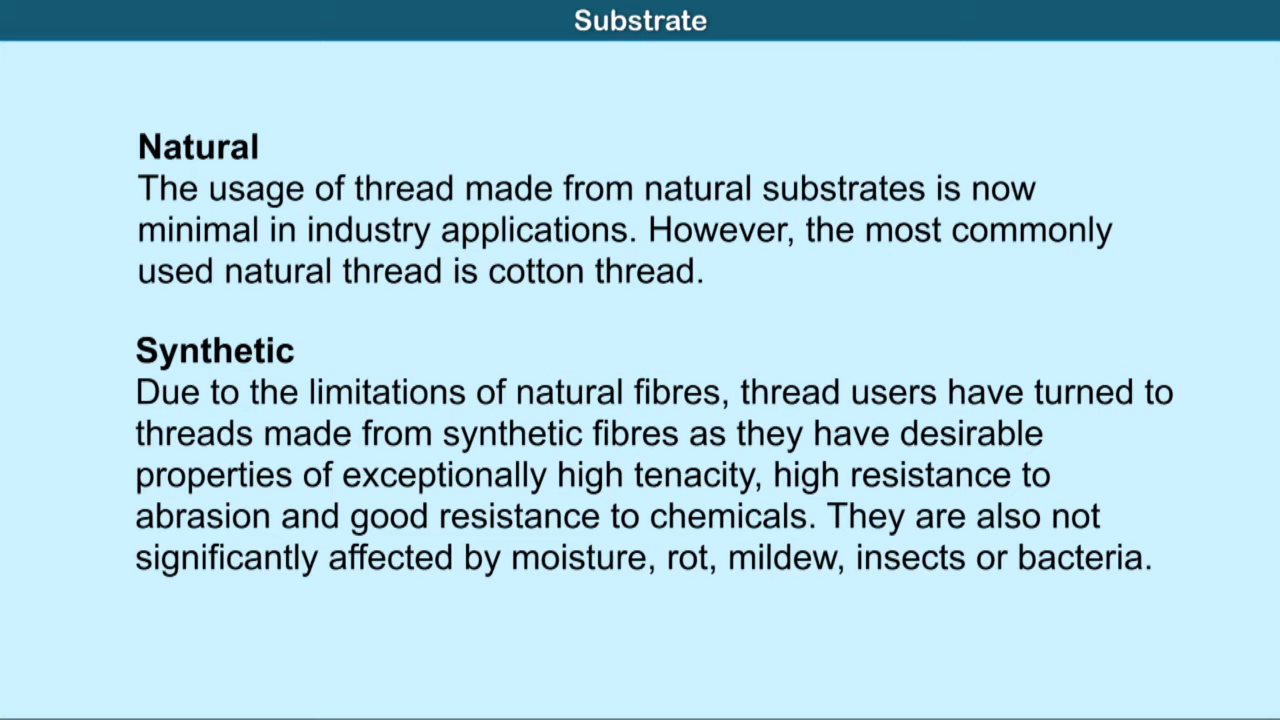 Substrate
Natural
The usage of thread made from natural substrates is now
minimal in industry applications. However, the most commonly
used natural thread is cotton thread.
Synthetic
Due to the limitations of natural fibres, thread users have turned to
threads made from synthetic fibres as they have desirable
properties of exceptionally high tenacity, high resistance to
abrasion and good resistance to chemicals. They are also not
significantly affected by moisture, rot, mildew, insects or bacteria.